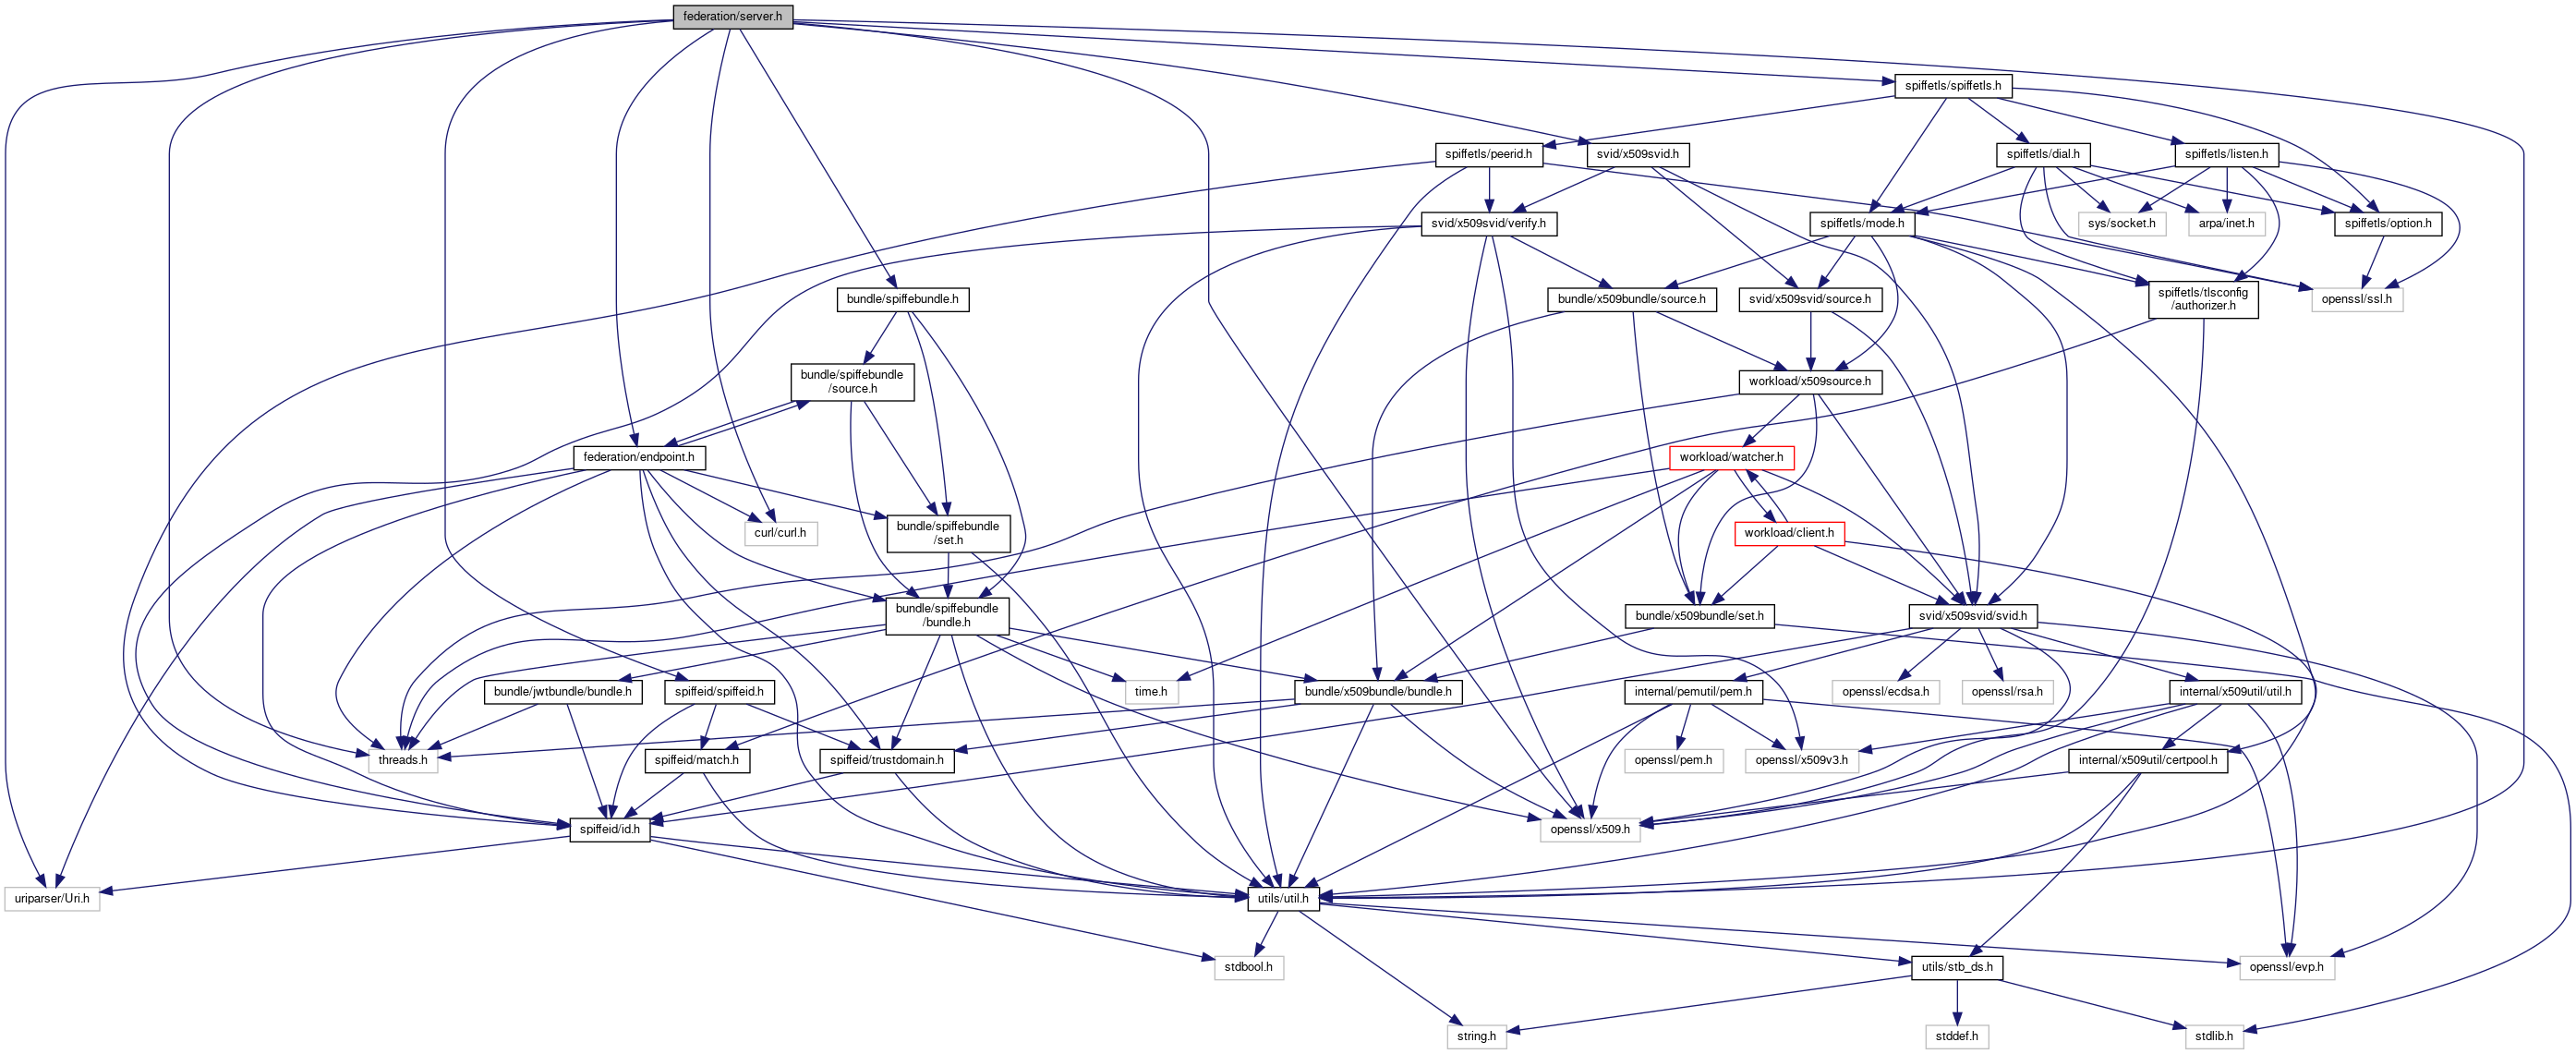 federation/server.h
spiffetls/spiffetls.h
spiffetls/peerid.h
svid/x509svid.h
spiffetls/dial.h
spiffetls/listen.h
svid/x509svid/verify.h
spiffetls/mode.h
sys/socket.h
arpa/inet.h
spiffetls/option.h
bundle/spiffebundle.h
bundle/x509bundle/source.h
svid/x509svid/source.h
spiffetls/tlsconfig
/authorizer.h
openssl/ssl.h
bundle/spiffebundle
/source.h
workload/x509source.h
federation/endpoint.h
workload/watcher.h
curl/curl.h
bundle/spiffebundle
/set.h
workload/client.h
bundle/spiffebundle
/bundle.h
bundle/x509bundle/set.h
svid/x509svid/svid.h
bundle/jwtbundle/bundle.h
spiffeid/spiffeid.h
time.h
bundle/x509bundle/bundle.h
internal/pemutil/pem.h
openssl/ecdsa.h
openssl/rsa.h
internal/x509util/util.h
threads.h
spiffeid/match.h
spiffeid/trustdomain.h
openssl/pem.h
openssl/x509v3.h
internal/x509util/certpool.h
spiffeid/id.h
openssl/x509.h
uriparser/Uri.h
utils/util.h
stdbool.h
utils/stb_ds.h
openssl/evp.h
string.h
stddef.h
stdlib.h